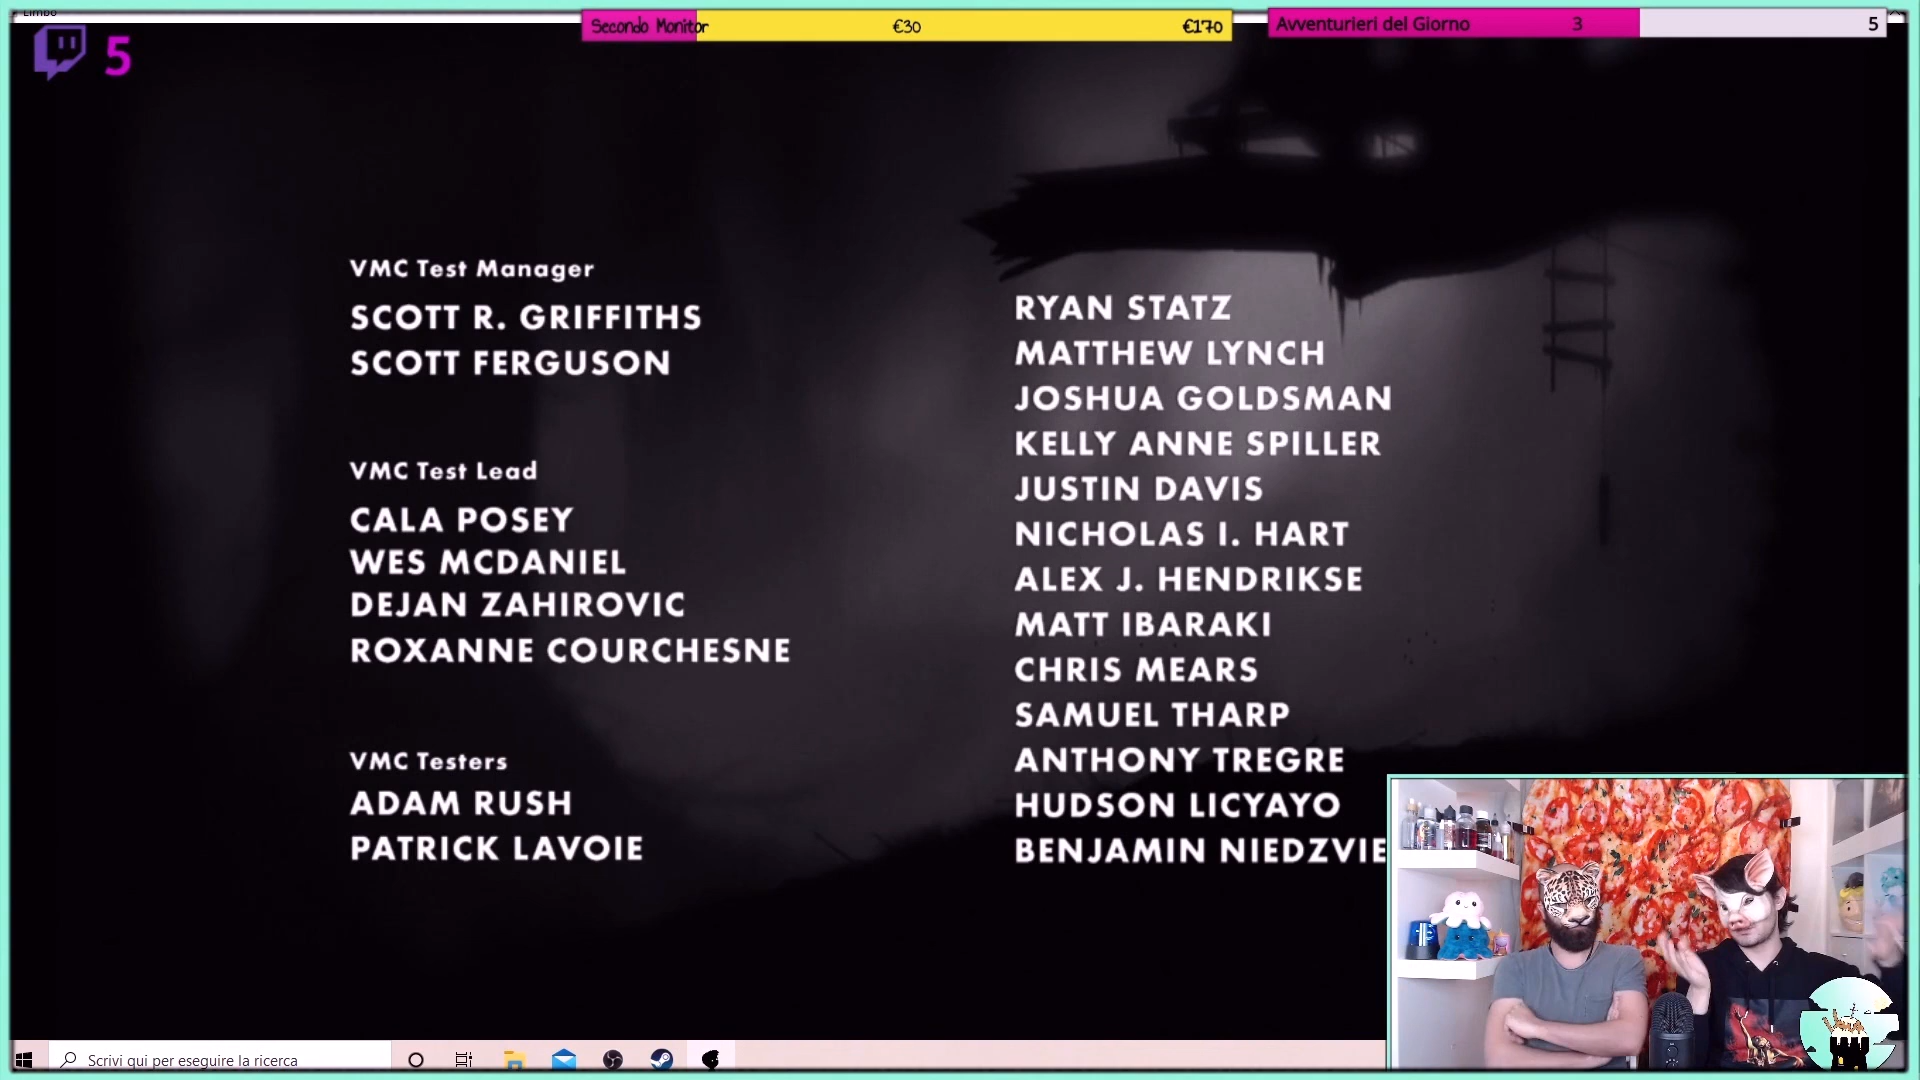 Limbo
5
Secondo Monitor €30 €170
Avventurieri del Giorno 3 5
VMC Test Manager
SCOTT R. GRIFFITHS
SCOTT FERGUSON
VMC Test Lead
CALA POSEY
WES MCDANIEL
DEJAN ZAHIROVIC
ROXANNE COURCHESNE
VMC Testers
ADAM RUSH
PATRICK LAVOIE
RYAN STATZ
MATTHEW LYNCH
JOSHUA GOLDSMAN
KELLY ANNE SPILLER
JUSTIN DAVIS
NICHOLAS I. HART
ALEX J. HENDRIKSE
MATT IBARAKI
CHRIS MEARS
SAMUEL THARP
ANTHONY TREGRE
HUDSON LICYAYO
BENJAMIN NIEDZVIE
Scrivi qui per eseguire la ricerca